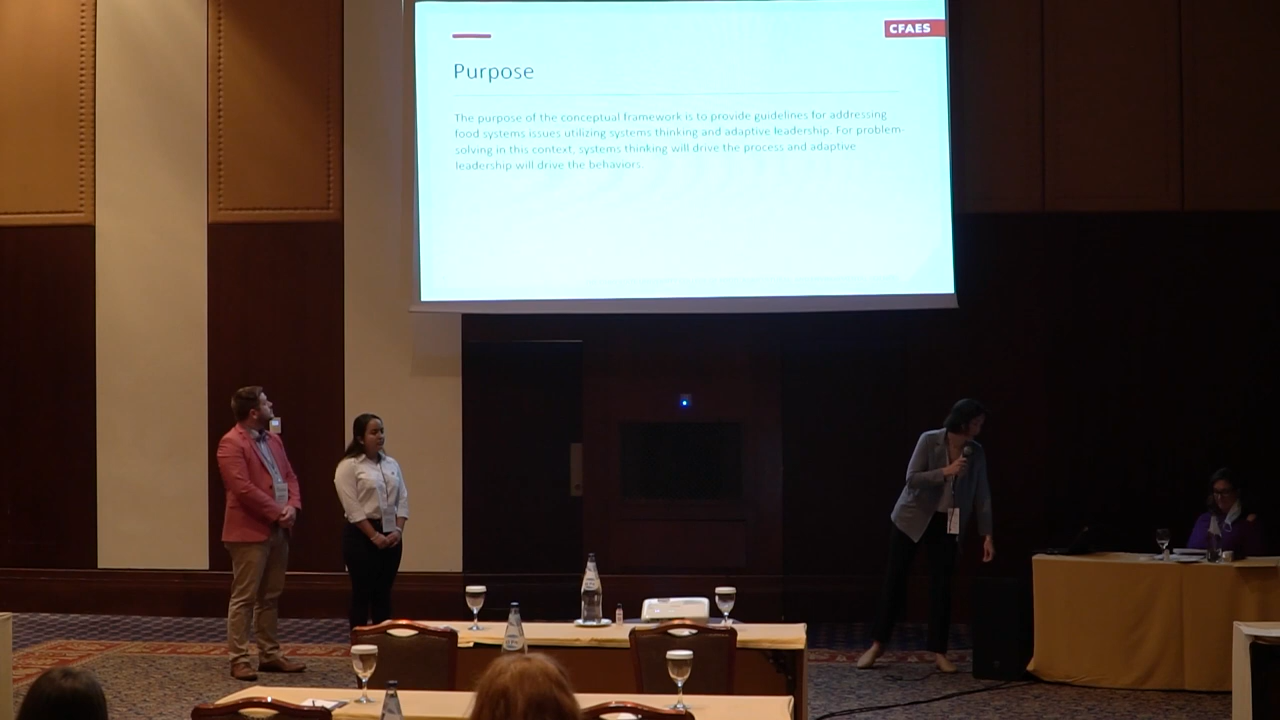 CFAES
Purpose
The purpose of the conceptual framework is to provide guidelines for addressing
food systems issues utilizing systems thinking and adaptive leadership. For problem-
solving in this context, systems thinking will drive the process and adaptive
leadership will drive the behaviors.